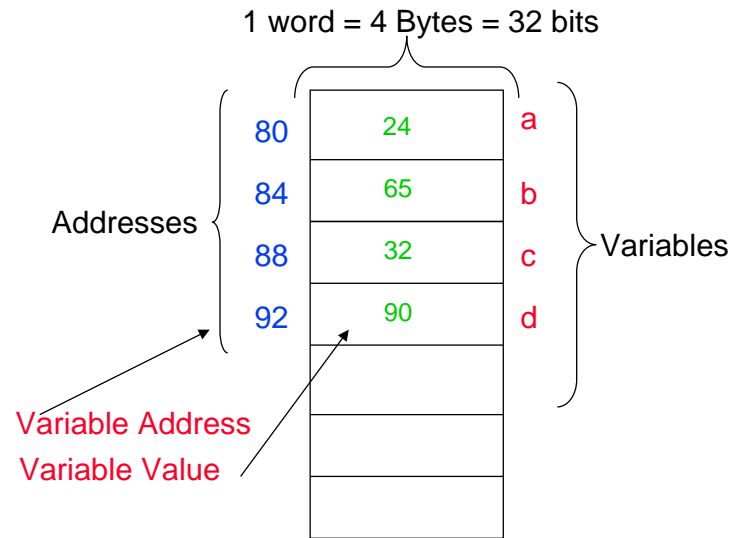 1 word = 4 Bytes = 32 bits
80 24 a
84 65 b
Addresses
Variables
88 32 c
92 90 d
Variable Address
Variable Value